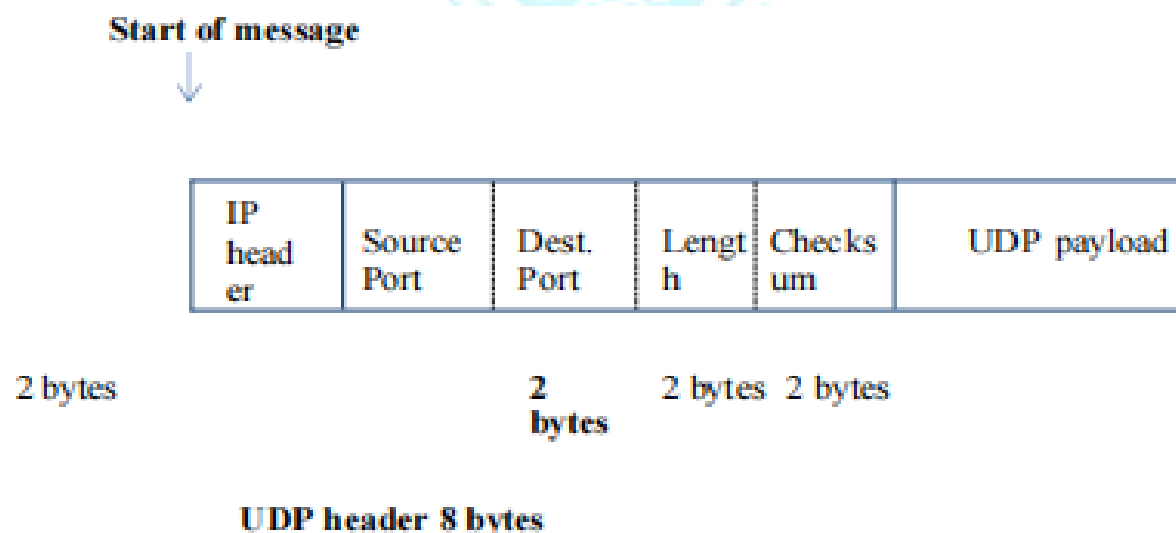 Start of message
IP
head
er
Source
Port
Dest.
Port
Lengt
h
Checks
um
UDP payload
2 bytes
2
bytes
2 bytes
2 bytes
UDP header 8 bytes